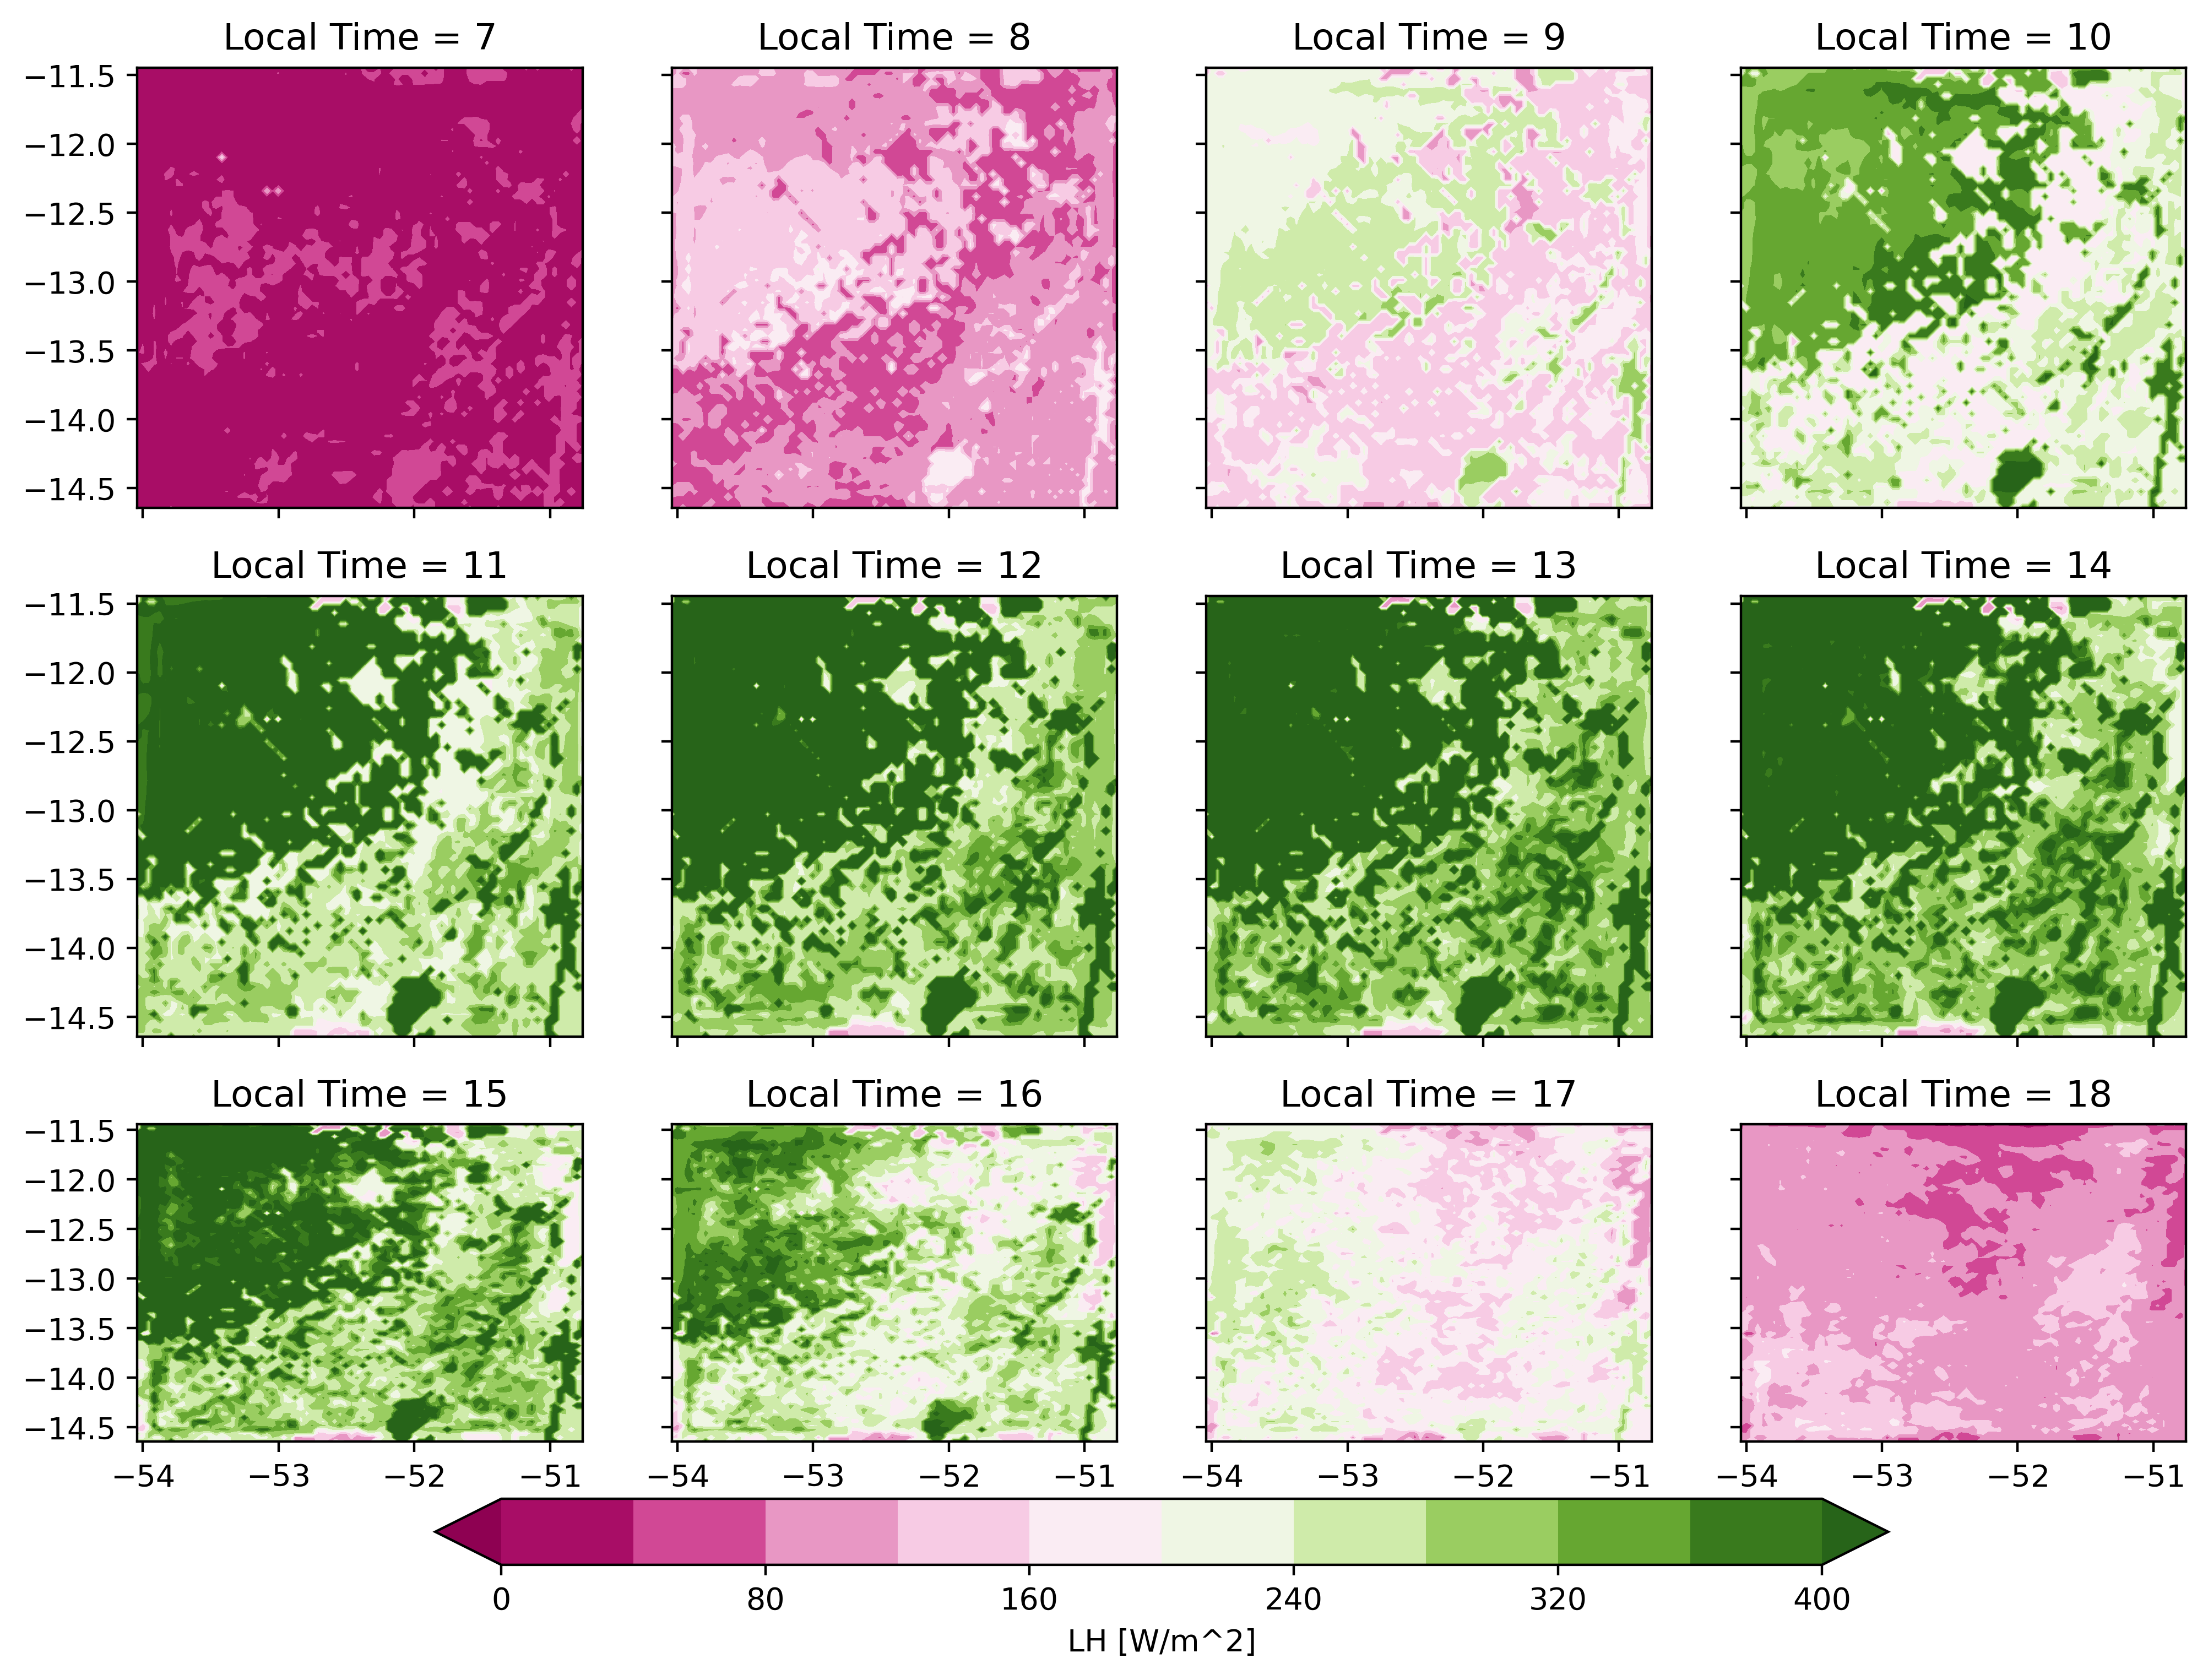 Local Time = 7
Local Time = 8
Local Time = 9
Local Time = 10
−11.5
−12.0
−12.5
−13.0
−13.5
−14.0
−14.5
Local Time = 11
Local Time = 12
Local Time = 13
Local Time = 14
−11.5
−12.0
−12.5
−13.0
−13.5
−14.0
−14.5
Local Time = 15
Local Time = 16
Local Time = 17
Local Time = 18
−11.5
−12.0
−12.5
−13.0
−13.5
−14.0
−14.5
−54 −53 −52 −51
−54 −53 −52 −51
−54 −53 −52 −51
−54 −53 −52 −51
0 80 160 240 320 400
LH [W/m^2]